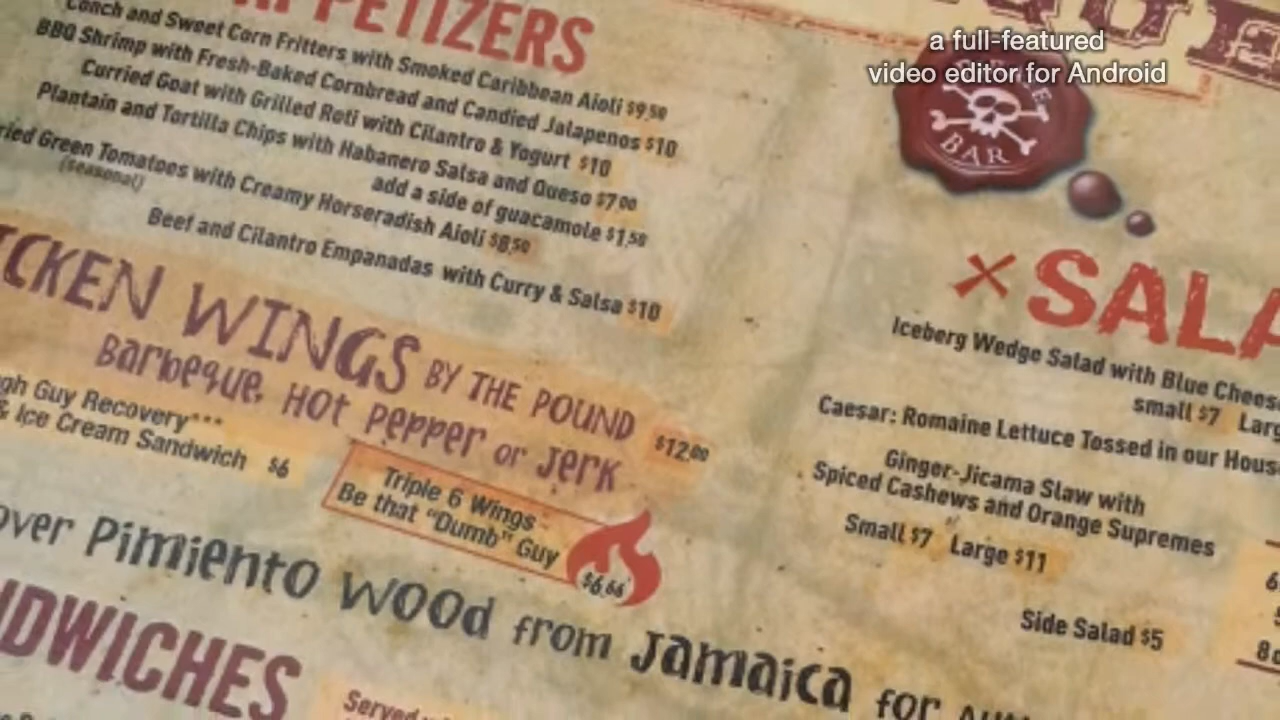 APPETIZERS
Conch and Sweet Corn Fritters with Smoked Caribbean Aioli $9.50
BBQ Shrimp with Fresh-Baked Cornbread and Candied Jalapenos $10
Curried Goat with Grilled Roti with Cilantro & Yogurt $10
Plantain and Tortilla Chips with Habanero Salsa and Queso $7.00
add a side of guacamole $1.50
ried Green Tomatoes with Creamy Horseradish Aioli $8.50
(seasonal)
Beef and Cilantro Empanadas with Curry & Salsa $10
ICKEN WINGS BY THE POUND $12.00
Barbeque, Hot Pepper or Jerk
gh Guy Recovery***
& Ice Cream Sandwich $6
Triple 6 Wings -
Be that "Dumb" Guy
$6.66
over Pimiento Wood from Jamaica for
DWICHES
Served
a full-featured
video editor for Android
BAR
SALA
Iceberg Wedge Salad with Blue Chees
small $7 Larg
Caesar: Romaine Lettuce Tossed in our Hous
Ginger-Jicama Slaw with
Spiced Cashews and Orange Supremes
Small $7 Large $11
Side Salad $5